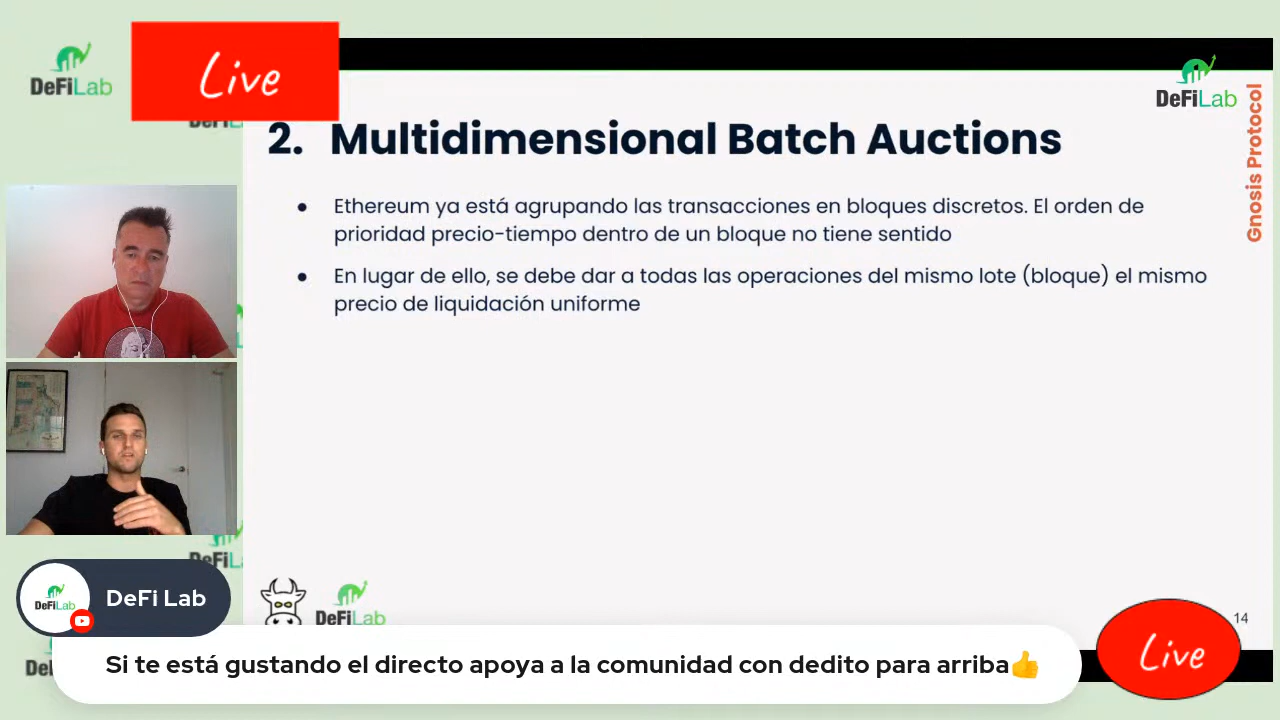 DeFiLab
Live
DeFiLab
DeFiLab
Gnosis Protocol
2. Multidimensional Batch Auctions
● Ethereum ya está agrupando las transacciones en bloques discretos. El orden de
prioridad precio-tiempo dentro de un bloque no tiene sentido
● En lugar de ello, se debe dar a todas las operaciones del mismo lote (bloque) el mismo
precio de liquidación uniforme
DeFiLab
DeFiLab
DeFi Lab
DeFiLab
14
Si te está gustando el directo apoya a la comunidad con dedito para arriba👍
Live